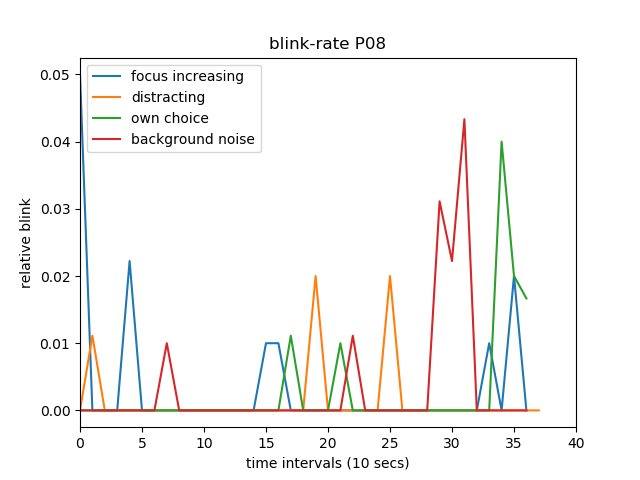 blink-rate P08
focus increasing
distracting
own choice
background noise
relative blink
0.05
0.04
0.03
0.02
0.01
0.00
0 5 10 15 20 25 30 35 40
time intervals (10 secs)